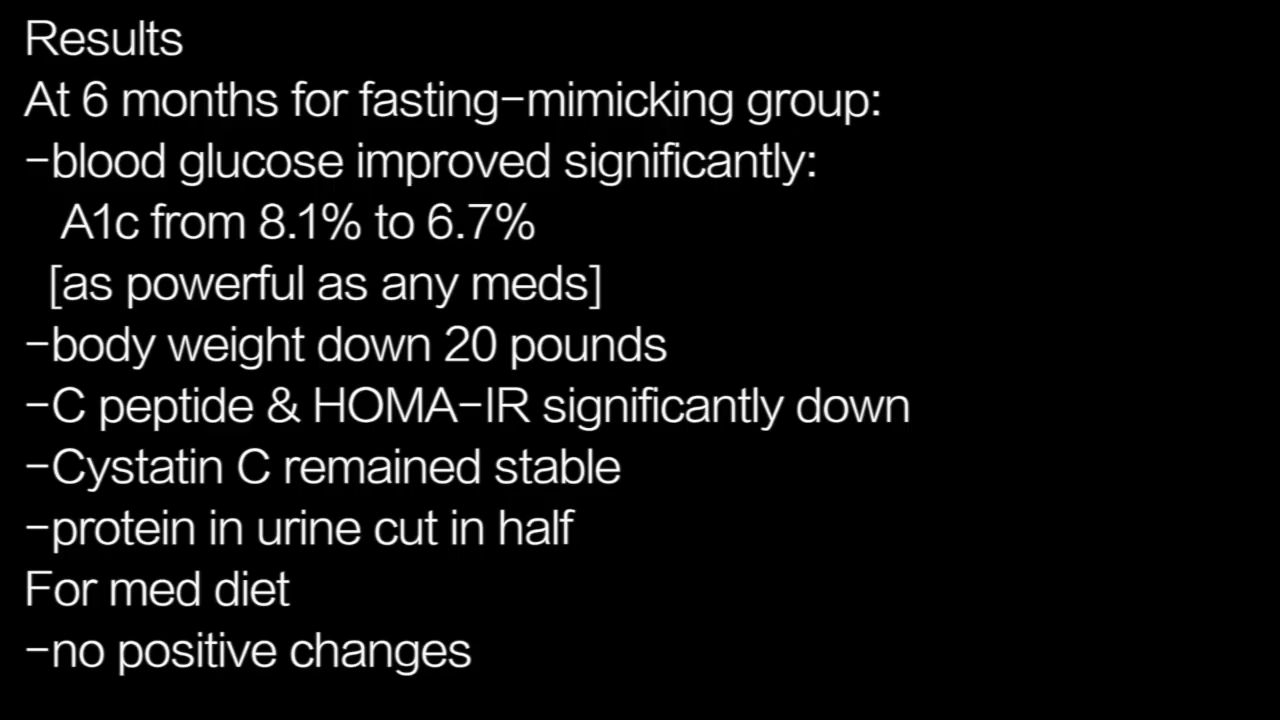 Results
At 6 months for fasting-mimicking group:
-blood glucose improved significantly:
A1c from 8.1% to 6.7%
[as powerful as any meds]
-body weight down 20 pounds
-C peptide & HOMA-IR significantly down
-Cystatin C remained stable
-protein in urine cut in half
For med diet
-no positive changes